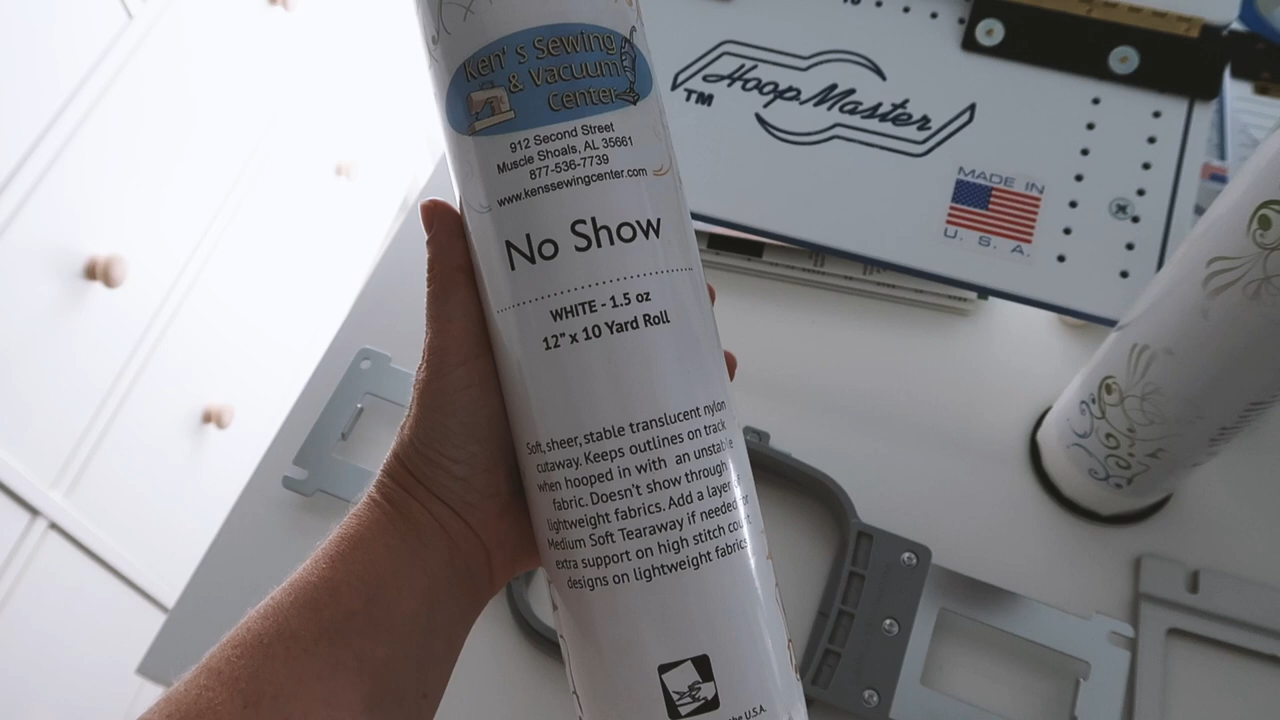 Ken's Sewing
& Vacuum
Center
912 Second Street
Muscle Shoals, AL 35661
877-536-7739
www.kenssewingcenter.com
No Show
WHITE - 1.5 oz
12" x 10 Yard Roll
Soft, sheer, stable translucent nylon
cutaway. Keeps outlines on track
when hooped in with an unstable
fabric. Doesn't show through
lightweight fabrics. Add a layer of
Medium Soft Tearaway if needed for
extra support on high stitch count
designs on lightweight fabrics.
the U.S.A.
HoopMaster
TM
MADE IN
U. S. A.